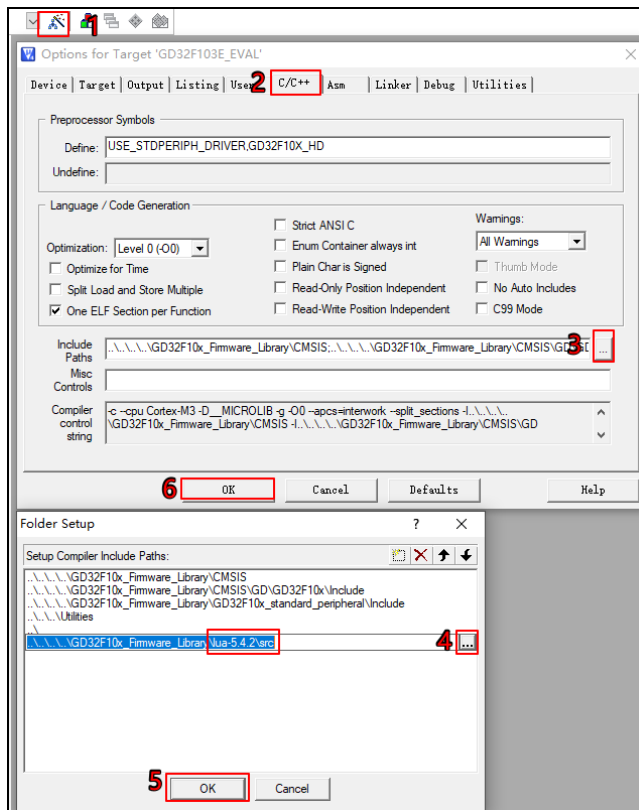 1
Options for Target 'GD32F103E_EVAL'
Device Target Output Listing User 2 C/C++ Asm Linker Debug Utilities
Preprocessor Symbols
Define: USE_STDPERIPH_DRIVER,GD32F10X_HD
Undefine:
Language / Code Generation
Strict ANSI C
Warnings:
Optimization: Level 0 (-O0)
Enum Container always int
All Warnings
Optimize for Time
Plain Char is Signed
Thumb Mode
Split Load and Store Multiple
Read-Only Position Independent
No Auto Includes
One ELF Section per Function
Read-Write Position Independent
C99 Mode
Include Paths
..\..\..\..\GD32F10x_Firmware_Library\CMSIS;..\..\..\..\GD32F10x_Firmware_Library\CMSIS\GD\GD
3 ...
Misc Controls
Compiler control string
-c --cpu Cortex-M3 -D__MICROLIB -g -O0 --apcs=interwork --split_sections -I..\..\..\..
\GD32F10x_Firmware_Library\CMSIS -I..\..\..\..\GD32F10x_Firmware_Library\CMSIS\GD
6 OK Cancel Defaults Help
Folder Setup ?
Setup Compiler Include Paths:
..\..\..\..\GD32F10x_Firmware_Library\CMSIS
..\..\..\..\GD32F10x_Firmware_Library\CMSIS\GD\GD32F10x\Include
..\..\..\..\GD32F10x_Firmware_Library\GD32F10x_standard_peripheral\Include
..\..\..\Utilities
..\
..\..\..\..\GD32F10x_Firmware_Library\lua-5.4.2\src
4 ...
5 OK Cancel